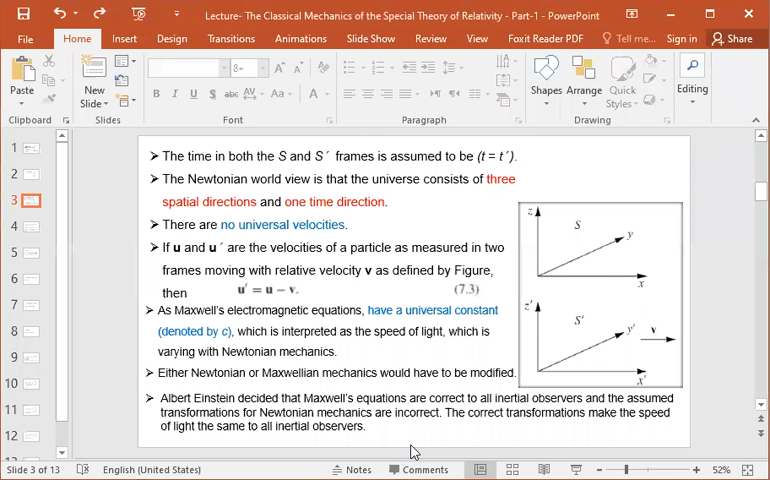 Lecture- The Classical Mechanics of the Special Theory of Relativity - Part-1 - PowerPoint
File Home Insert Design Transitions Animations Slide Show Review View Foxit Reader PDF Tell me... Sign in Share
8+
Paste New Slide Shapes Arrange Quick Styles Editing
B I U S abc AV Aa A
Clipboard Slides Font Paragraph Drawing
1
2
3
4
5
6
7
8
9
10
11
12
➤ The time in both the S and S´ frames is assumed to be (t = t´).
➤ The Newtonian world view is that the universe consists of three
spatial directions and one time direction.
➤ There are no universal velocities.
➤ If u and u´ are the velocities of a particle as measured in two
frames moving with relative velocity v as defined by Figure,
then u' = u – v. (7.3)
➤ As Maxwell's electromagnetic equations, have a universal constant
(denoted by c), which is interpreted as the speed of light, which is
varying with Newtonian mechanics.
➤ Either Newtonian or Maxwellian mechanics would have to be modified.
➤ Albert Einstein decided that Maxwell's equations are correct to all inertial observers and the assumed
transformations for Newtonian mechanics are incorrect. The correct transformations make the speed
of light the same to all inertial observers.
z S y x
z' S' y' v x'
Slide 3 of 13 English (United States) Notes Comments 52%